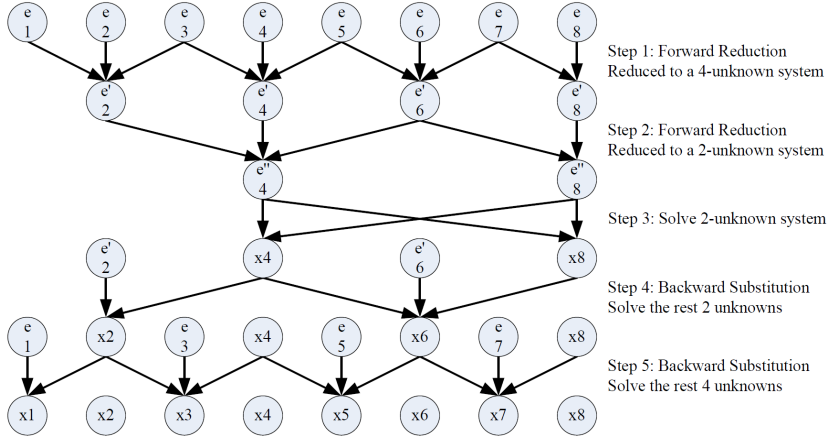 e e e e e e e e
1 2 3 4 5 6 7 8
Step 1: Forward Reduction
Reduced to a 4-unknown system
e' e' e' e'
2 4 6 8
Step 2: Forward Reduction
Reduced to a 2-unknown system
e'' e''
4 8
Step 3: Solve 2-unknown system
e' x4 e' x8
2 6
Step 4: Backward Substitution
Solve the rest 2 unknowns
e x2 e x4 e x6 e x8
1 3 5 7
Step 5: Backward Substitution
Solve the rest 4 unknowns
x1 x2 x3 x4 x5 x6 x7 x8